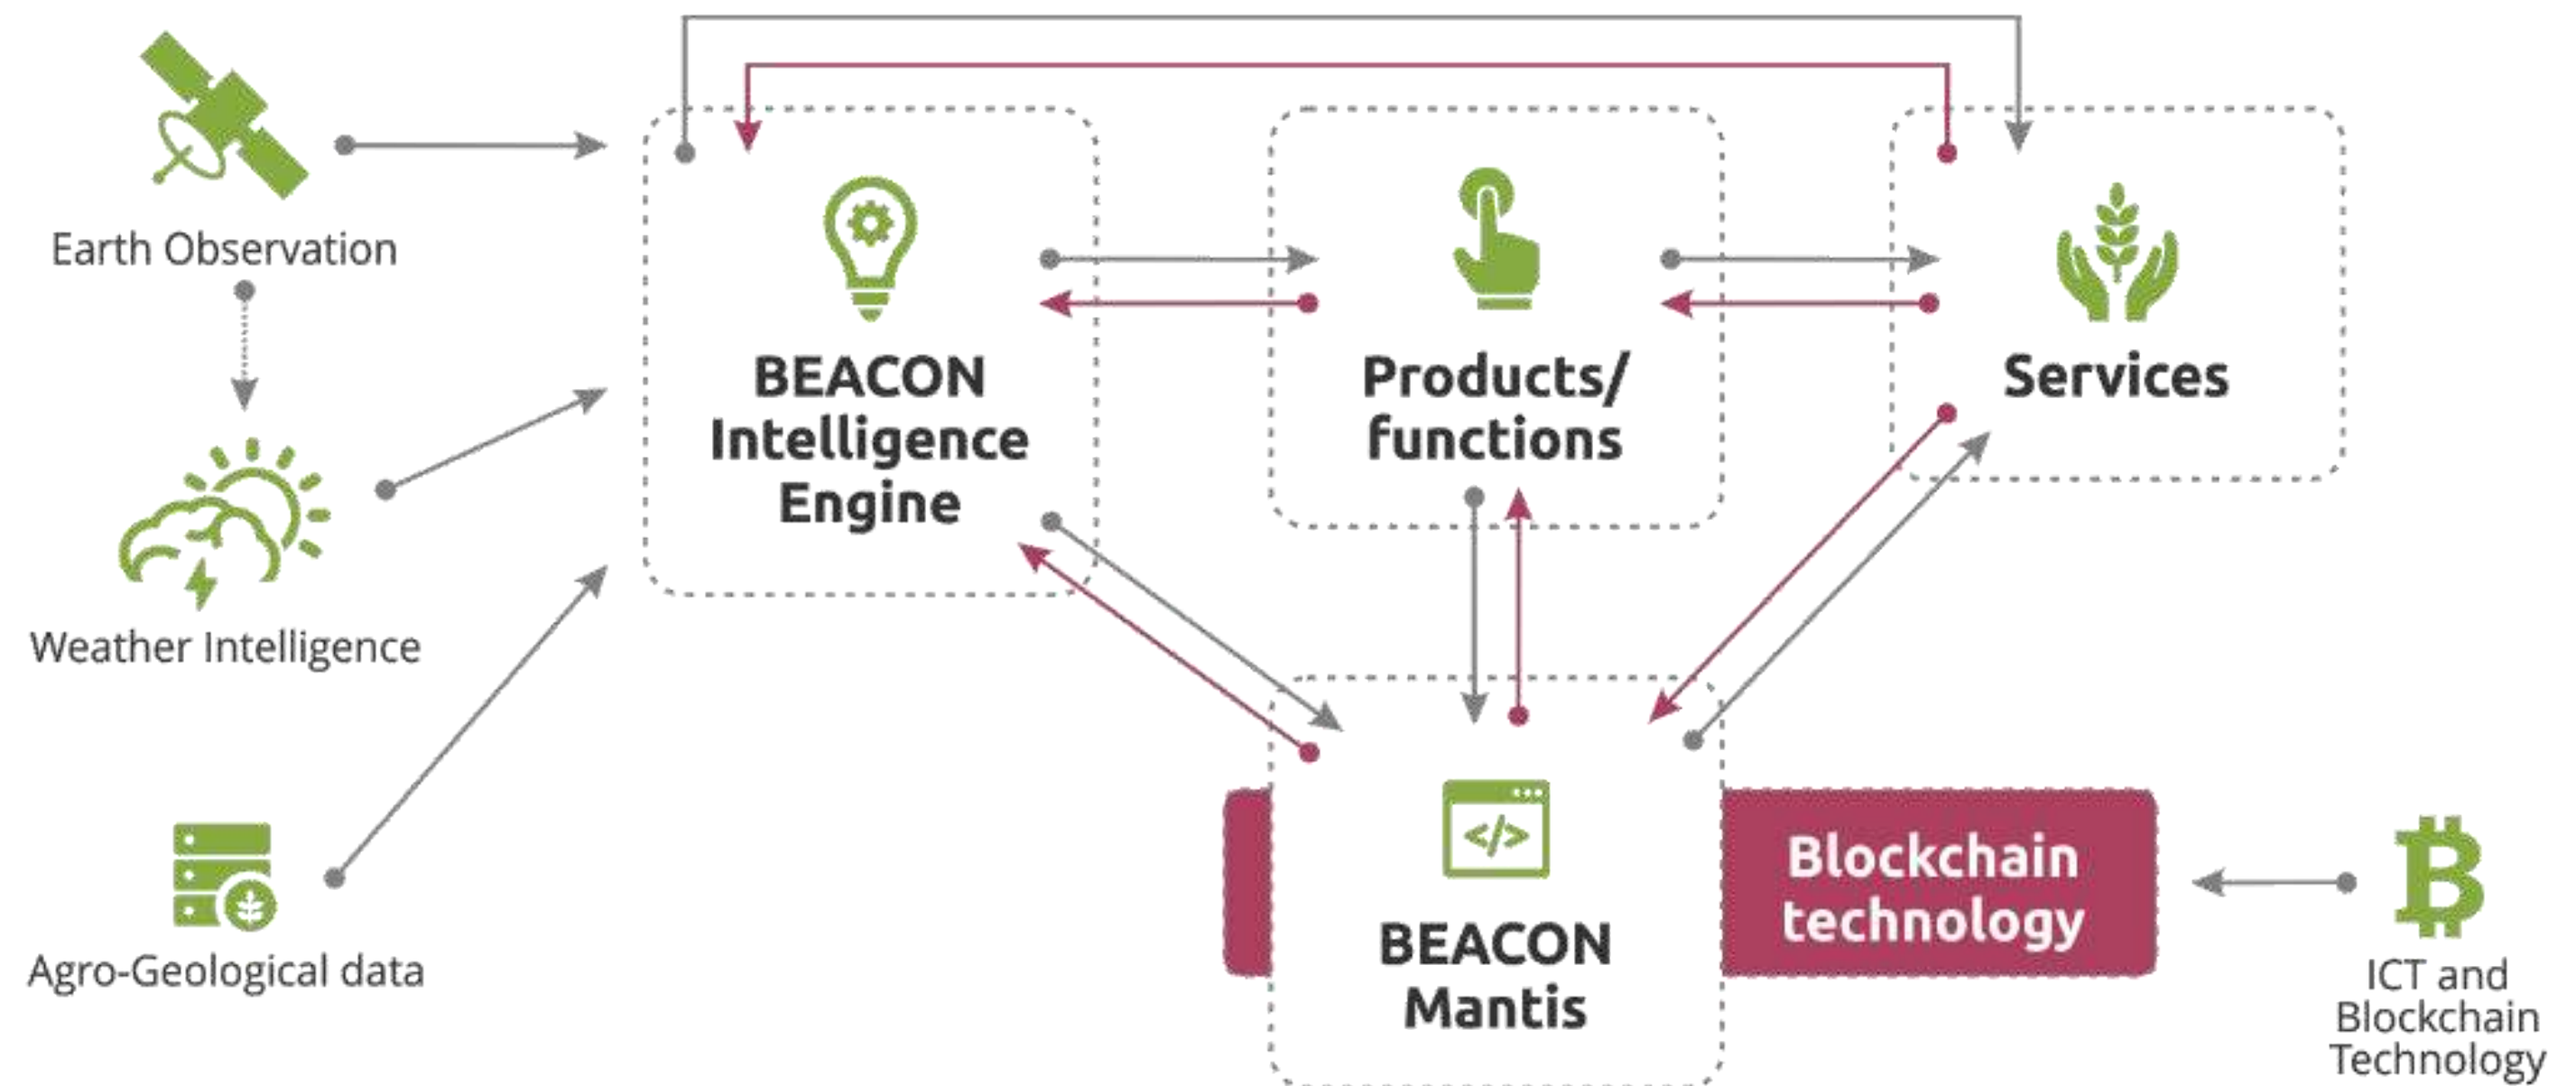 Earth Observation
Weather Intelligence
Agro-Geological data
BEACON
Intelligence
Engine
Products/
functions
Services
</>
BEACON
Mantis
Blockchain
technology
ICT and
Blockchain
Technology